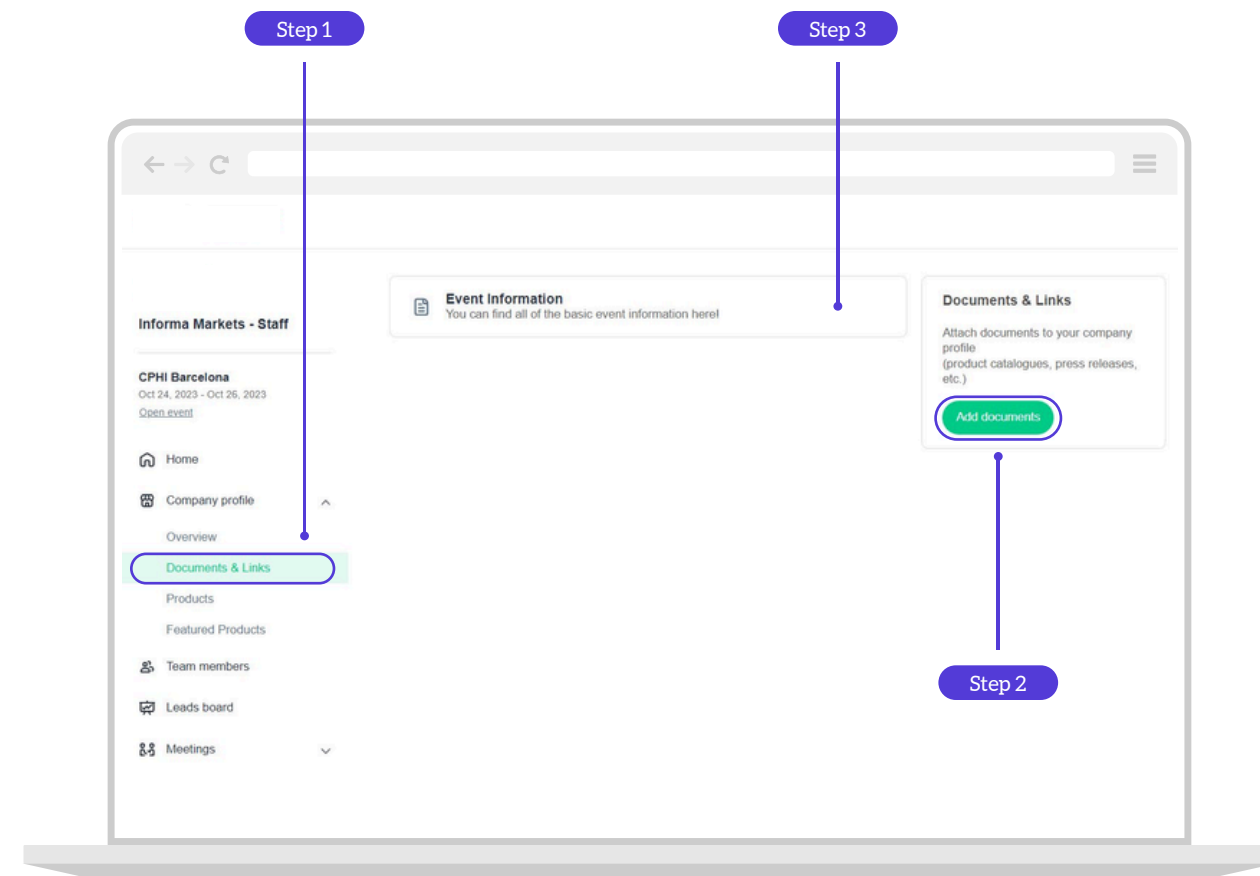 Step 1
Step 3
Informa Markets - Staff
CPHI Barcelona
Oct 24, 2023 - Oct 26, 2023
Open event
Home
Company profile
Overview
Documents & Links
Products
Featured Products
Team members
Leads board
Meetings
Event Information
You can find all of the basic event information here!
Documents & Links
Attach documents to your company
profile
(product catalogues, press releases,
etc.)
Add documents
Step 2